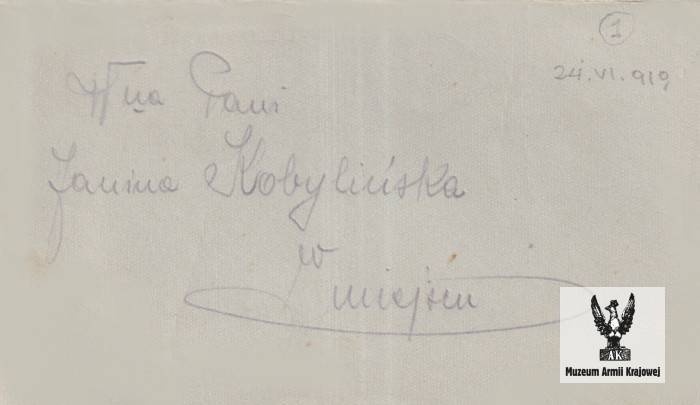 1
24.VI.919
Wna Pani
Janina Kobylińska
w
miejscu
AK
Muzeum Armii Krajowej